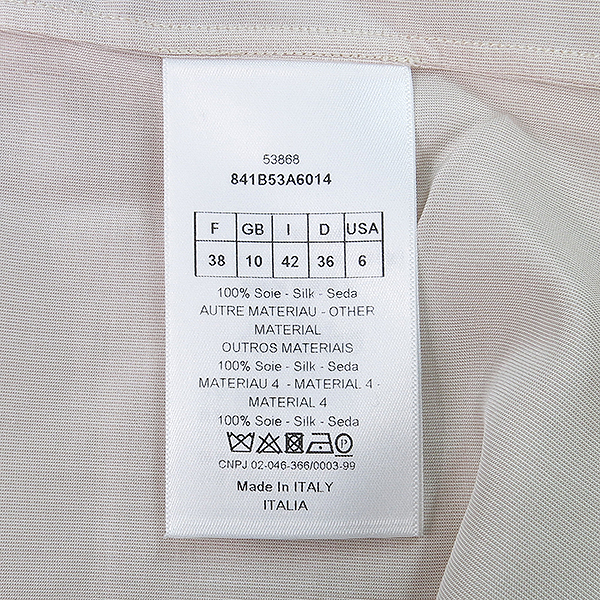 53868
841B53A6014
F GB I D USA
38 10 42 36 6
100% Soie - Silk - Seda
AUTRE MATERIAU - OTHER
MATERIAL
OUTROS MATERIAIS
100% Soie - Silk - Seda
MATERIAU 4 - MATERIAL 4 -
MATERIAL 4
100% Soie - Silk - Seda
P
CNPJ 02-046-366/0003-99
Made In ITALY
ITALIA